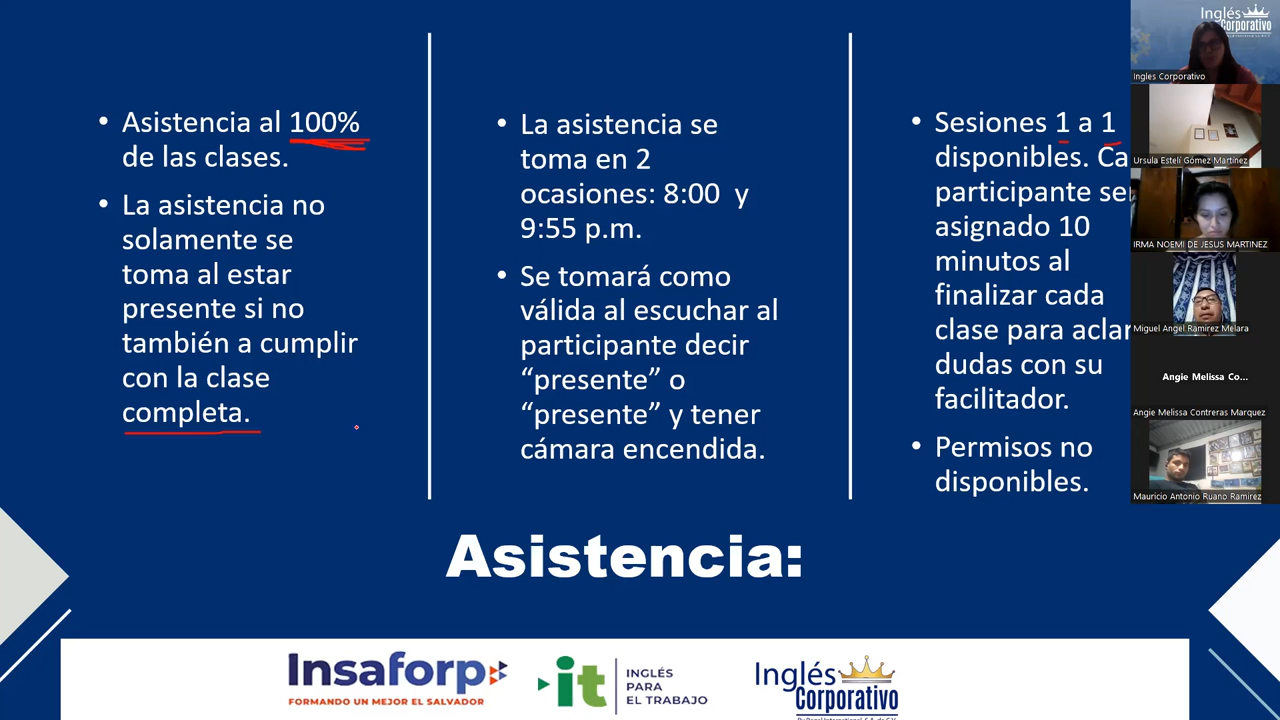 • Asistencia al 100%
de las clases.
• La asistencia no
solamente se
toma al estar
presente si no
también a cumplir
con la clase
completa.
• La asistencia se
toma en 2
ocasiones: 8:00 y
9:55 p.m.
• Se tomará como
válida al escuchar al
participante decir
“presente” o
“presente” y tener
cámara encendida.
• Sesiones 1 a 1
disponibles. Ca
participante se
asignado 10
minutos al
finalizar cada
clase para aclar
dudas con su
facilitador.
• Permisos no
disponibles.
Asistencia:
Insaforp
FORMANDO UN MEJOR EL SALVADOR
it
INGLÉS
PARA
EL TRABAJO
Inglés
Corporativo
Inglés
Corporativo
Ingles Corporativo
Ursula Estelí Gómez Martínez
IRMA NOEMI DE JESUS MARTINEZ
Miguel Angel Ramirez Melara
Angie Melissa Co...
Angie Melissa Contreras Marquez
Mauricio Antonio Ruano Ramirez